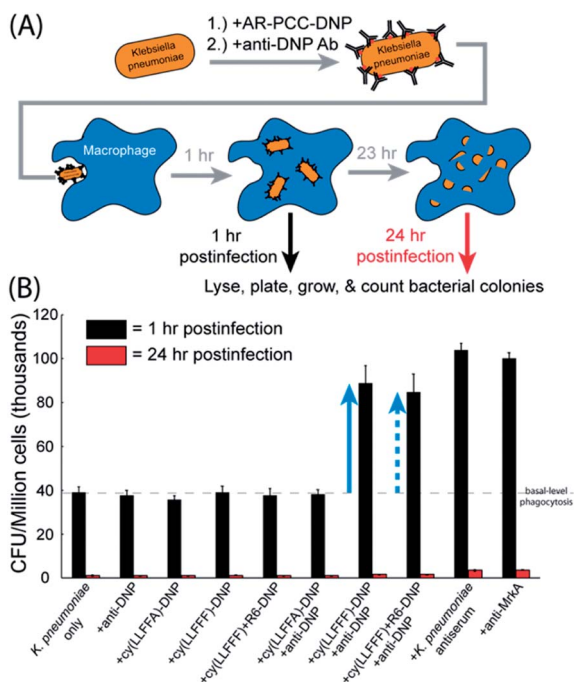 (A)
1.) +AR-PCC-DNP
2.) +anti-DNP Ab
Klebsiella
pneumoniae
Klebsiella
pneumoniae
Macrophage
1 hr
23 hr
1 hr
postinfection
24 hr
postinfection
Lyse, plate, grow, & count bacterial colonies
(B)
= 1 hr postinfection
= 24 hr postinfection
CFU/Million cells (thousands)
120
100
80
60
40
20
0
basal-level
phagocytosis
K. pneumoniae
only
+anti-DNP
+cy(LLFFA)-DNP
+cy(LLFFF)-DNP
+cy(LLFFF)+R6-DNP
+cy(LLFFA)-DNP
+anti-DNP
+cy(LLFFF)-DNP
+anti-DNP
+cy(LLFFF)+R6-DNP
+anti-DNP
+K. pneumoniae
antiserum
+anti-MrkA